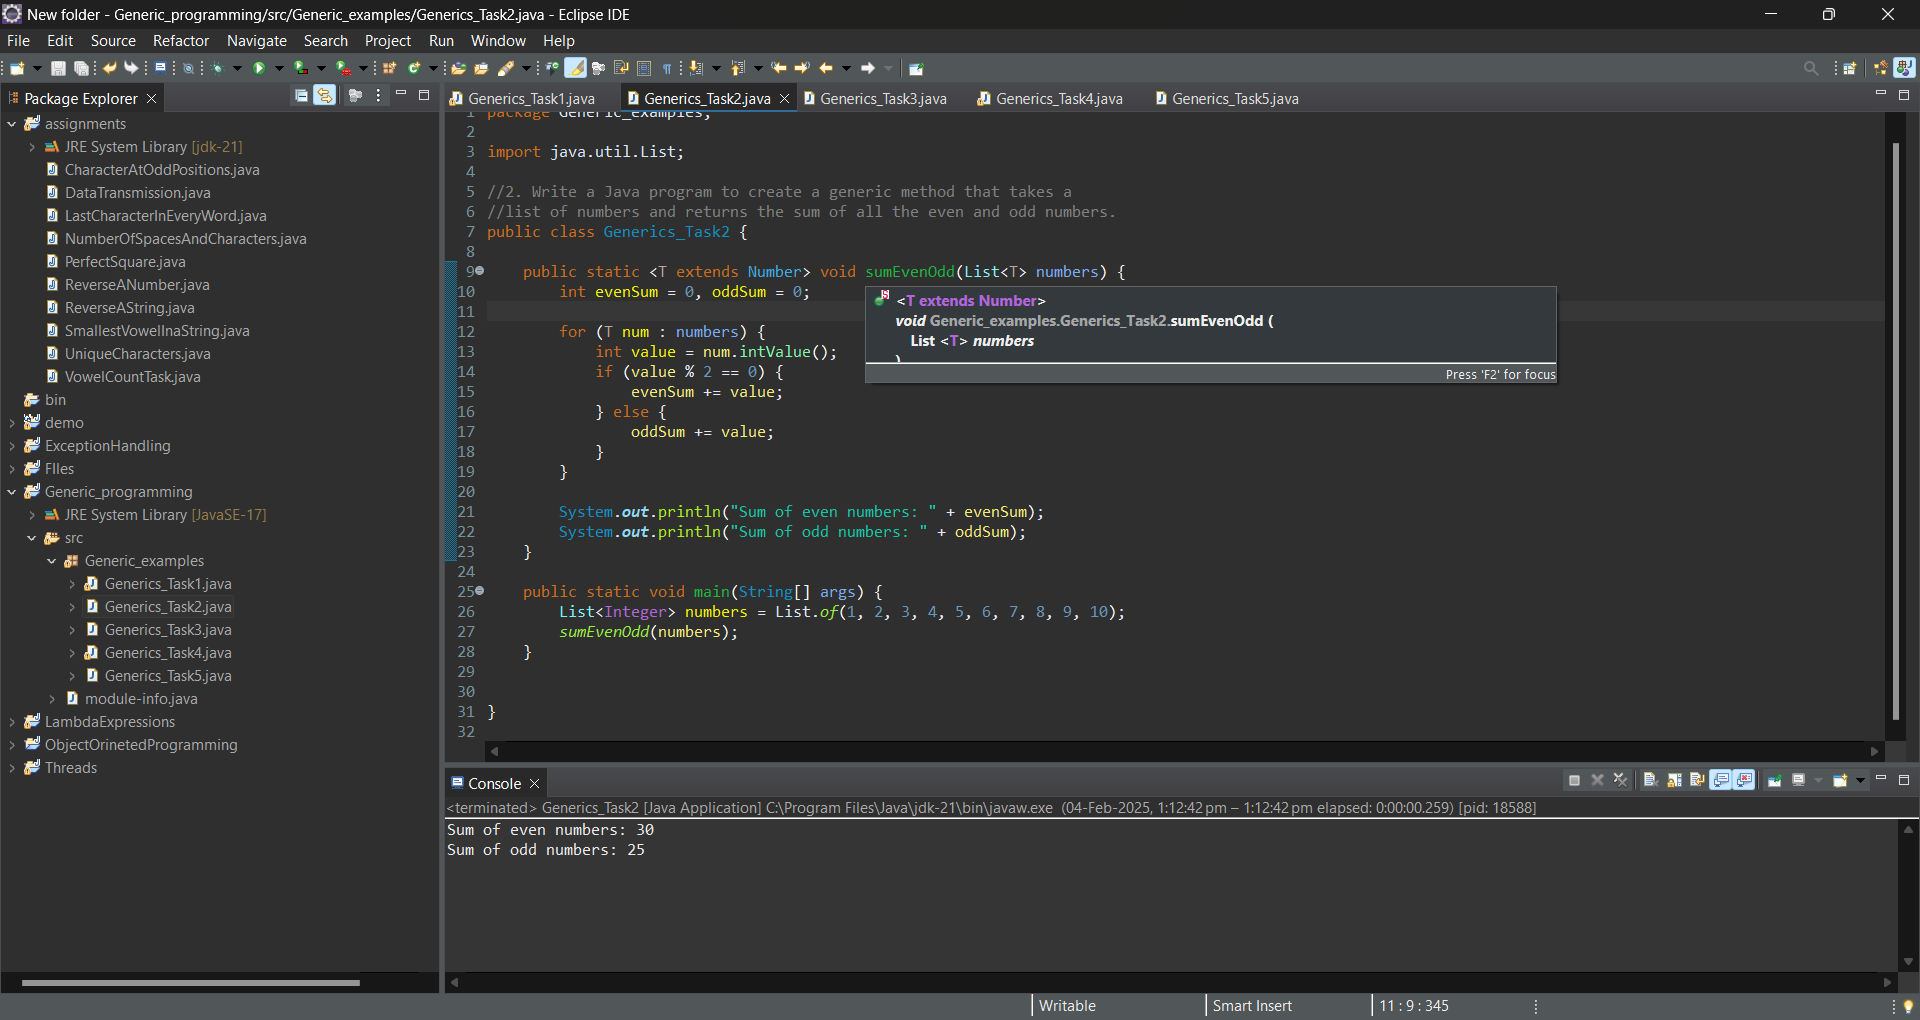 New folder - Generic_programming/src/Generic_examples/Generics_Task2.java - Eclipse IDE
File Edit Source Refactor Navigate Search Project Run Window Help
Package Explorer
assignments
JRE System Library [jdk-21]
CharacterAtOddPositions.java
DataTransmission.java
LastCharacterInEveryWord.java
NumberOfSpacesAndCharacters.java
PerfectSquare.java
ReverseANumber.java
ReverseAString.java
SmallestVowelInaString.java
UniqueCharacters.java
VowelCountTask.java
bin
demo
ExceptionHandling
FIles
Generic_programming
JRE System Library [JavaSE-17]
src
Generic_examples
Generics_Task1.java
Generics_Task2.java
Generics_Task3.java
Generics_Task4.java
Generics_Task5.java
module-info.java
LambdaExpressions
ObjectOrinetedProgramming
Threads
Generics_Task1.java Generics_Task2.java Generics_Task3.java Generics_Task4.java Generics_Task5.java
1 package Generic_examples;
2
3 import java.util.List;
4
5 //2. Write a Java program to create a generic method that takes a
6 //list of numbers and returns the sum of all the even and odd numbers.
7 public class Generics_Task2 {
8
9 public static <T extends Number> void sumEvenOdd(List<T> numbers) {
10 int evenSum = 0, oddSum = 0;
11
12 for (T num : numbers) {
13 int value = num.intValue();
14 if (value % 2 == 0) {
15 evenSum += value;
16 } else {
17 oddSum += value;
18 }
19 }
20
21 System.out.println("Sum of even numbers: " + evenSum);
22 System.out.println("Sum of odd numbers: " + oddSum);
23 }
24
25 public static void main(String[] args) {
26 List<Integer> numbers = List.of(1, 2, 3, 4, 5, 6, 7, 8, 9, 10);
27 sumEvenOdd(numbers);
28 }
29
30
31 }
32
<T extends Number>
void Generic_examples.Generics_Task2.sumEvenOdd (
List <T> numbers
)
Press 'F2' for focus
Console
<terminated> Generics_Task2 [Java Application] C:\Program Files\Java\jdk-21\bin\javaw.exe (04-Feb-2025, 1:12:42 pm – 1:12:42 pm elapsed: 0:00:00.259) [pid: 18588]
Sum of even numbers: 30
Sum of odd numbers: 25
Writable Smart Insert 11 : 9 : 345